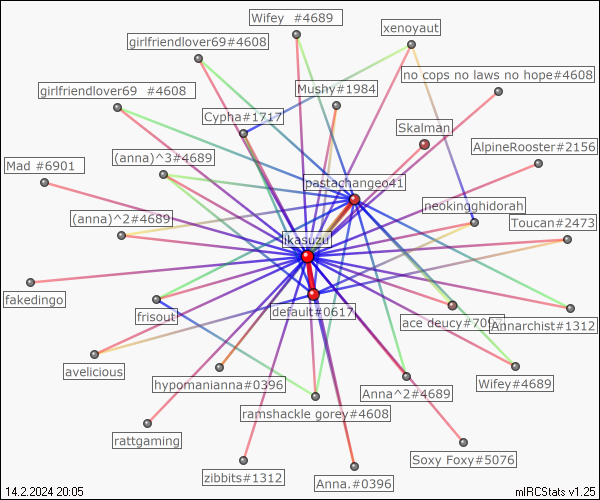 Wifey  #4689
xenoyaut
girlfriendlover69#4608
no cops no laws no hope#4608
girlfriendlover69  #4608
Mushy#1984
Cypha#1717
Skalman
AlpineRooster#2156
(anna)^3#4689
Mad #6901
pastachangeo41
neokingghidorah
(anna)^2#4689
Toucan#2473
ikasuzu
fakedingo
default#0617
frisout
ace deucy#7057
Annarchist#1312
avelicious
hypomanianna#0396
Anna^2#4689
Wifey#4689
ramshackle gorey#4608
rattgaming
Soxy Foxy#5076
zibbits#1312
Anna.#0396
14.2.2024 20:05
mIRCStats v1.25